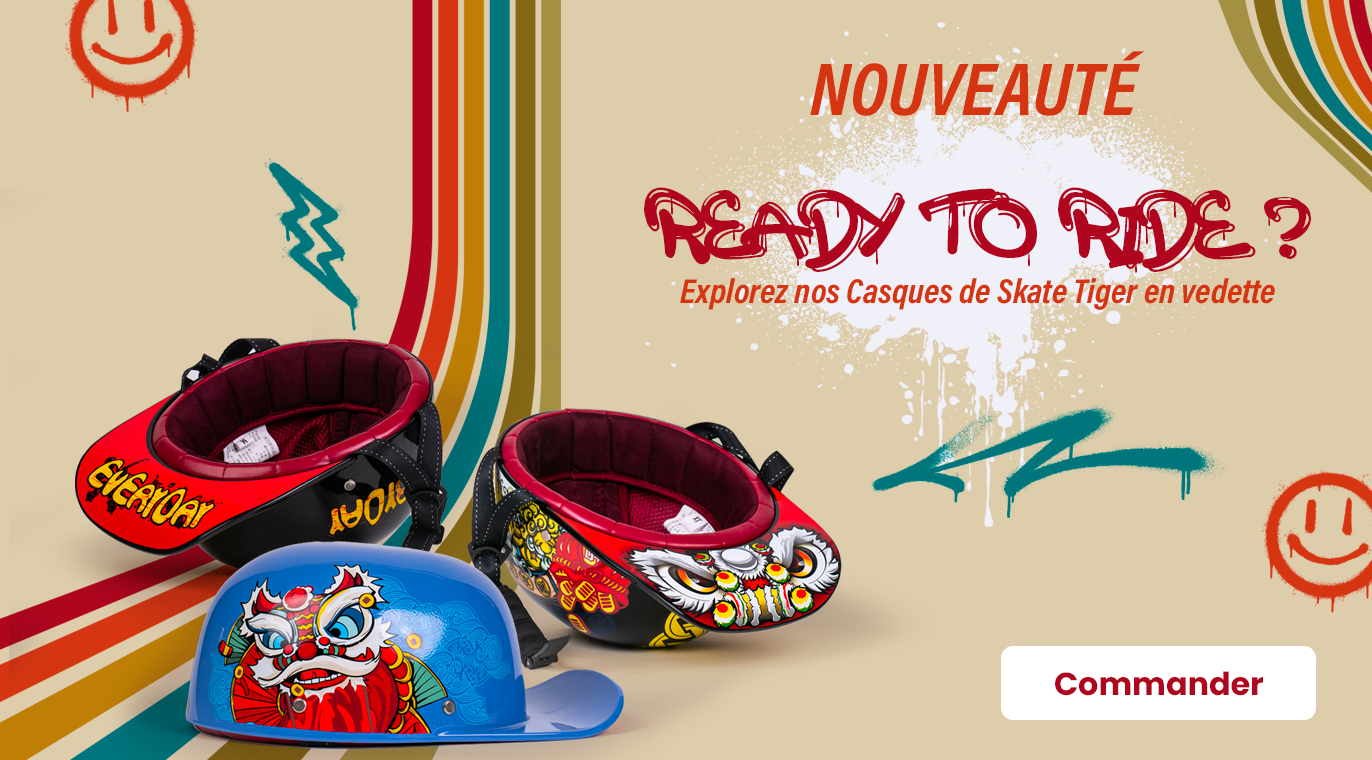 NOUVEAUTÉ
READY TO RIDE ?
Explorez nos Casques de Skate Tiger en vedette
EVERYDAY
Commander